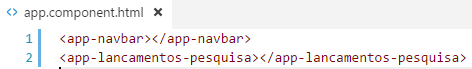 app.component.html
1 <app-navbar></app-navbar>
2 <app-lancamentos-pesquisa></app-lancamentos-pesquisa>